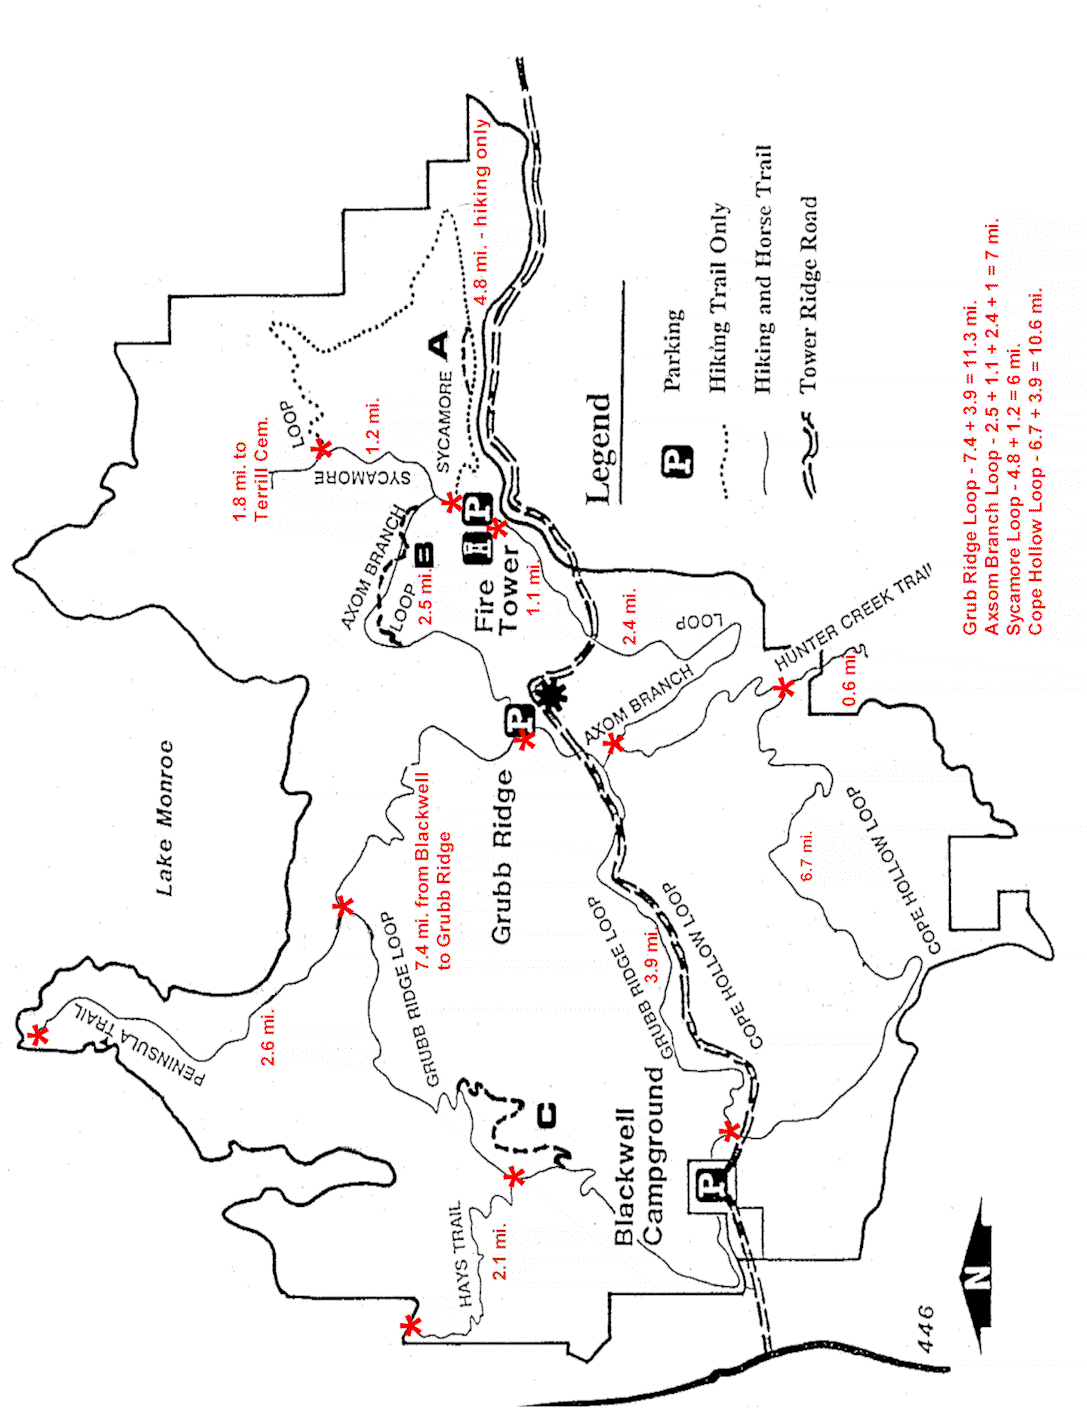 Lake Monroe
1.8 mi. to
Terrill Cem.
LOOP
1.2 mi.
SYCAMORE
SYCAMORE
A
4.8 mi. - hiking only
AXOM BRANCH
LOOP
B
2.5 mi.
P
Fire
Tower
1.1 mi.
2.4 mi.
LOOP
AXOM BRANCH
HUNTER CREEK TRAIL
0.6 mi.
P
Grubb Ridge
7.4 mi. from Blackwell
to Grubb Ridge
PENINSULA TRAIL
2.6 mi.
GRUBB RIDGE LOOP
GRUBB RIDGE LOOP
3.9 mi.
COPE HOLLOW LOOP
6.7 mi.
COPE HOLLOW LOOP
C
HAYS TRAIL
2.1 mi.
Blackwell
Campground
P
446
N
Legend
P Parking
Hiking Trail Only
Hiking and Horse Trail
Tower Ridge Road
Grub Ridge Loop - 7.4 + 3.9 = 11.3 mi.
Axsom Branch Loop - 2.5 + 1.1 + 2.4 + 1 = 7 mi.
Sycamore Loop - 4.8 + 1.2 = 6 mi.
Cope Hollow Loop - 6.7 + 3.9 = 10.6 mi.